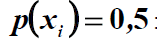 p(xᵢ) = 0,5